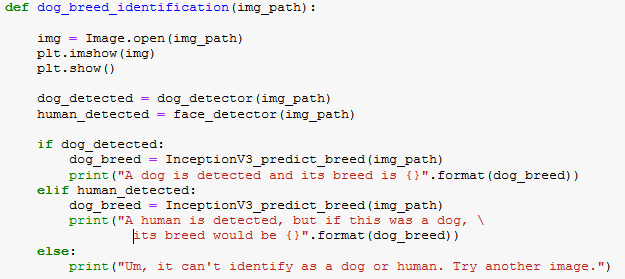 def dog_breed_identification(img_path):
    img = Image.open(img_path)
    plt.imshow(img)
    plt.show()
    dog_detected = dog_detector(img_path)
    human_detected = face_detector(img_path)
    if dog_detected:
        dog_breed = InceptionV3_predict_breed(img_path)
        print("A dog is detected and its breed is {}".format(dog_breed))
    elif human_detected:
        dog_breed = InceptionV3_predict_breed(img_path)
        print("A human is detected, but if this was a dog, \
                its breed would be {}".format(dog_breed))
    else:
        print("Um, it can't identify as a dog or human. Try another image.")